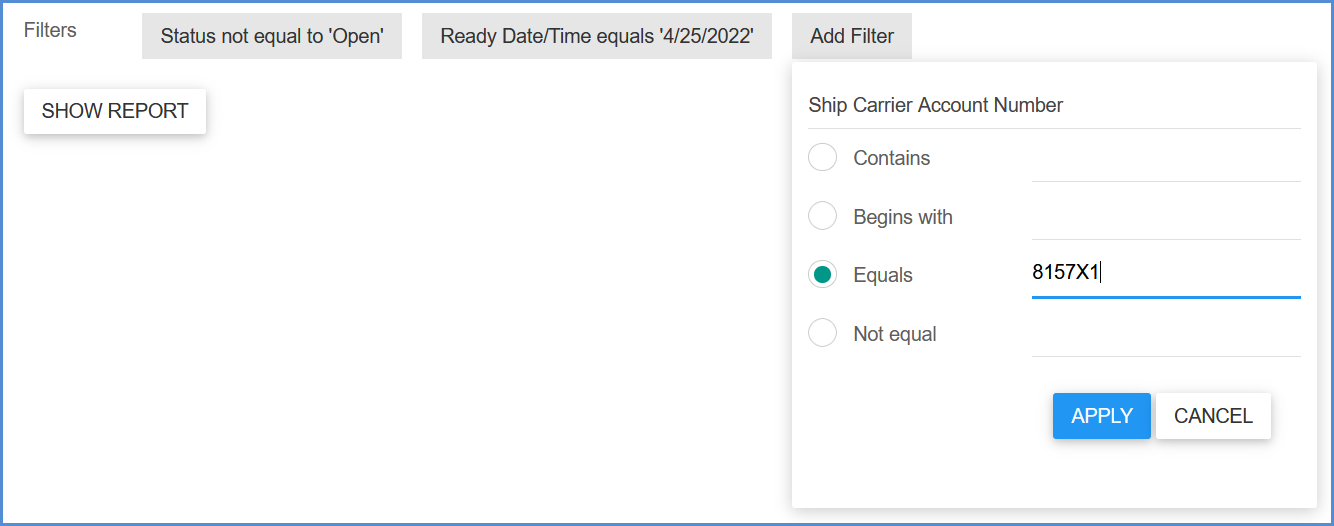 Filters
Status not equal to 'Open'
Ready Date/Time equals '4/25/2022'
Add Filter
SHOW REPORT
Ship Carrier Account Number
Contains
Begins with
Equals
8157X1
Not equal
APPLY
CANCEL